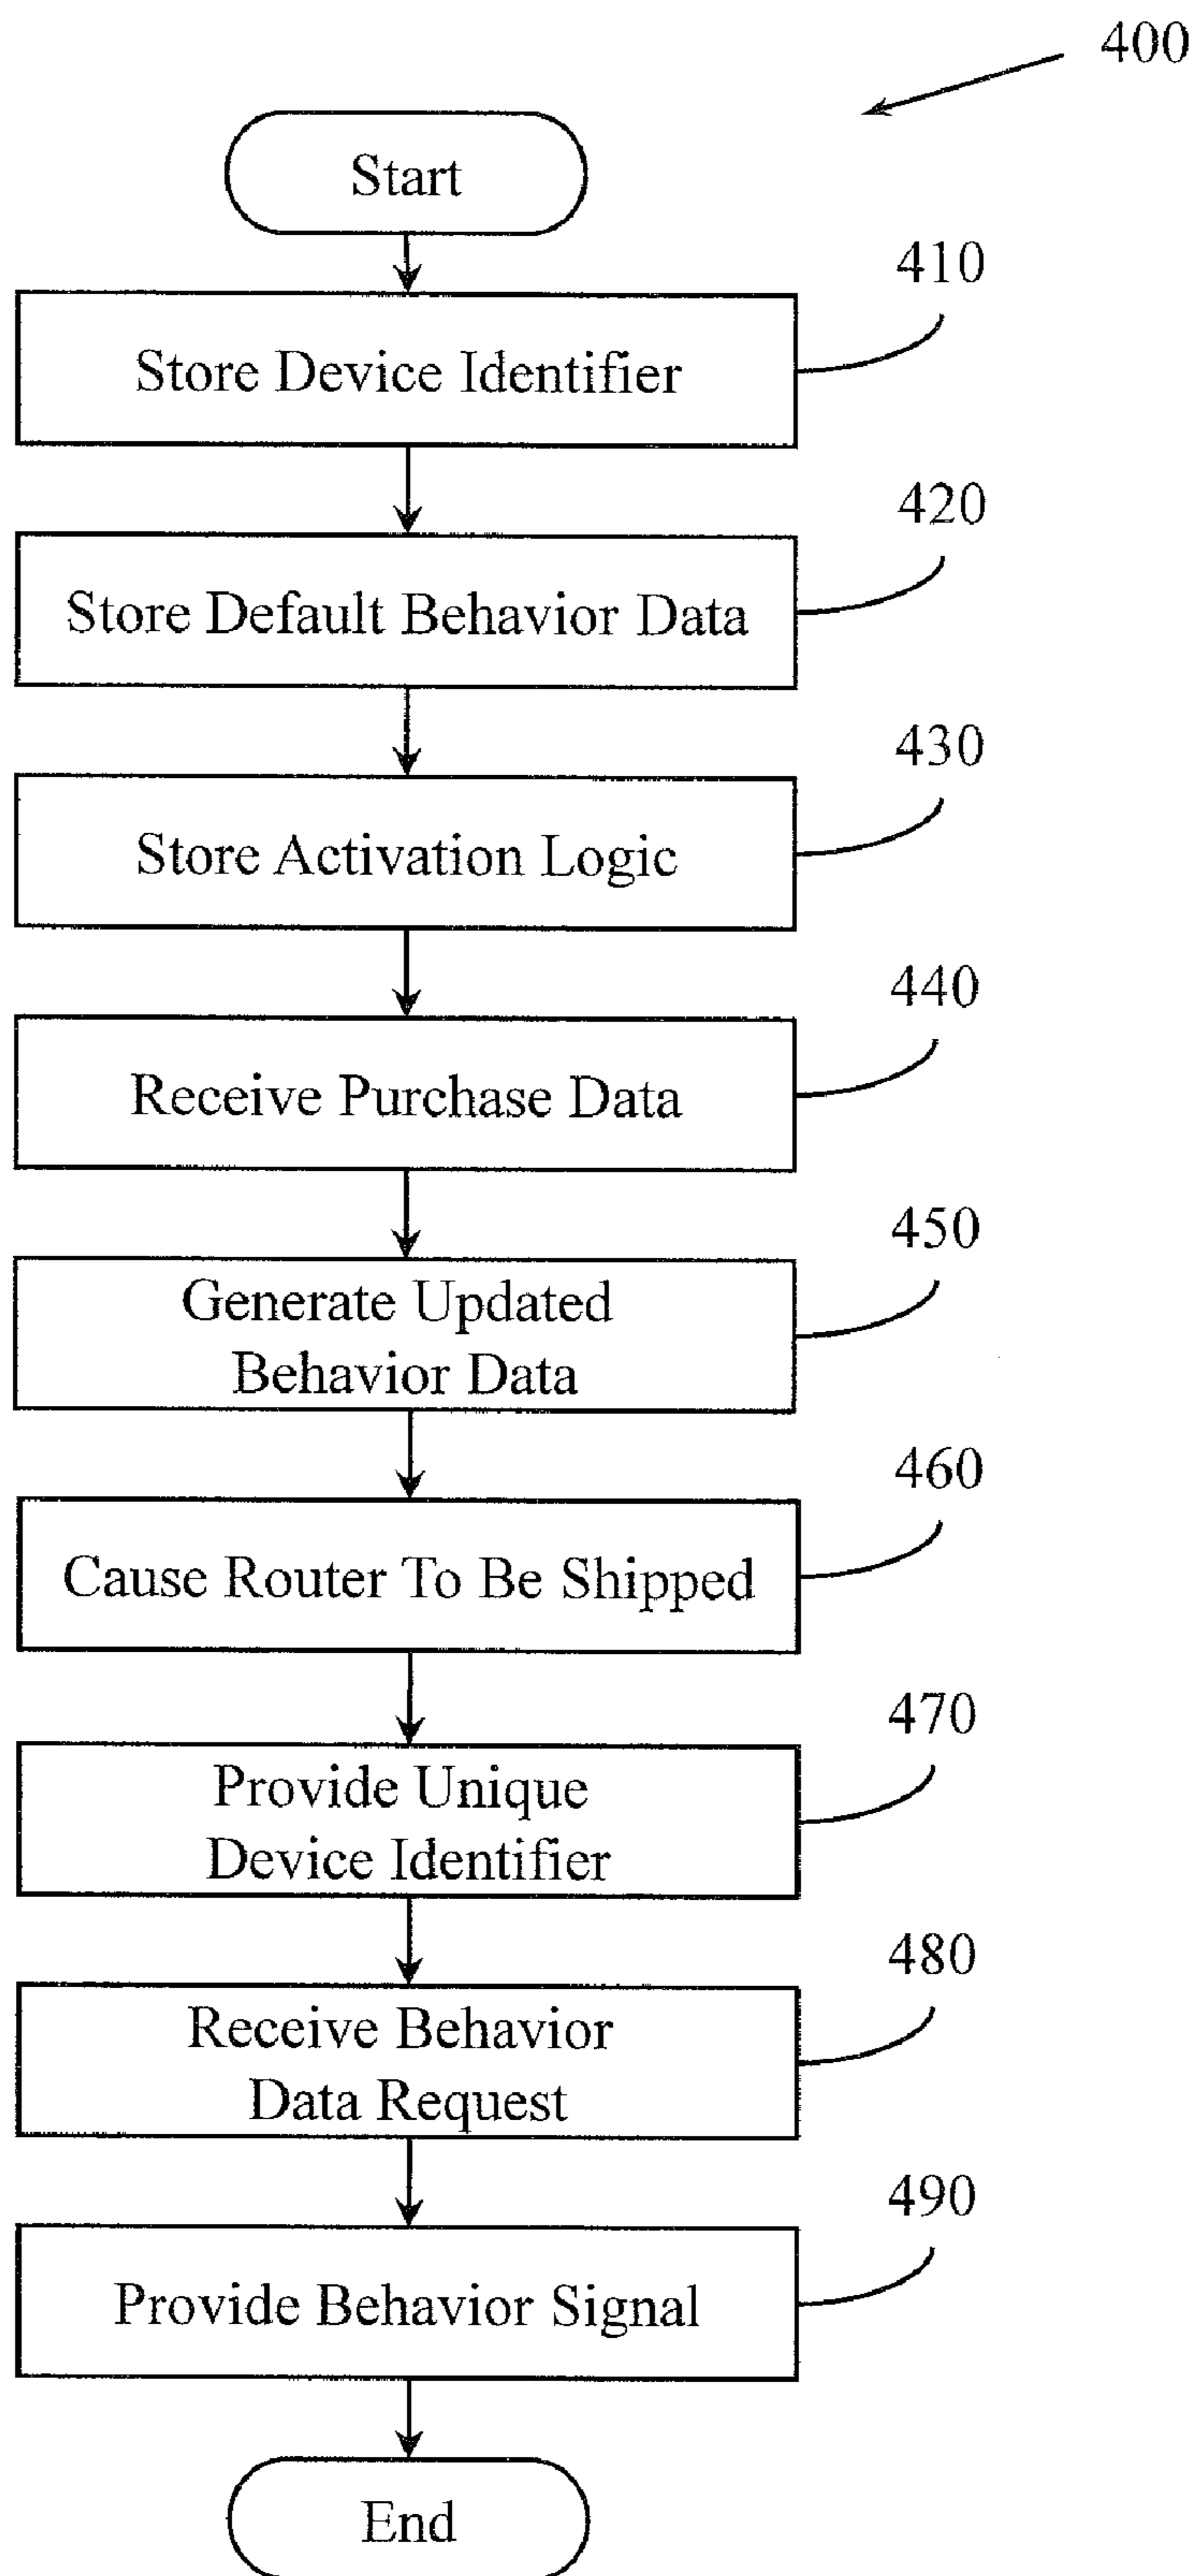 400
Start
410
Store Device Identifier
420
Store Default Behavior Data
430
Store Activation Logic
440
Receive Purchase Data
450
Generate Updated
Behavior Data
460
Cause Router To Be Shipped
470
Provide Unique
Device Identifier
480
Receive Behavior
Data Request
490
Provide Behavior Signal
End